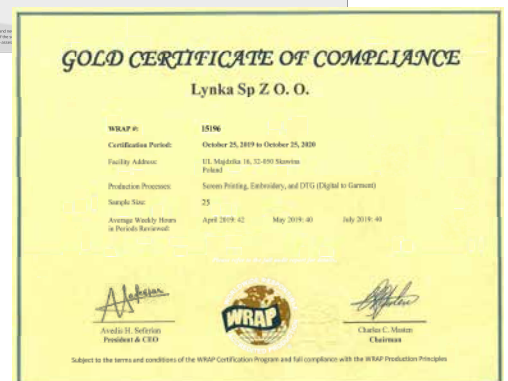 GOLD CERTIFICATE OF COMPLIANCE
Lynka Sp Z O. O.
WRAP #: 15196
Certification Period: October 25, 2019 to October 25, 2020
Facility Address: Ul. Majdzika 16, 32-050 Skawina
Poland
Production Processes: Screen Printing, Embroidery, and DTG (Digital to Garment)
Sample Size: 25
Average Weekly Hours April 2019: 42 May 2019: 40 July 2019: 40
in Periods Reviewed:
WRAP
Avedis H. Seferian Charles C. Masten
President & CEO Chairman
Subject to the terms and conditions of the WRAP Certification Program and full compliance with the WRAP Production Principles